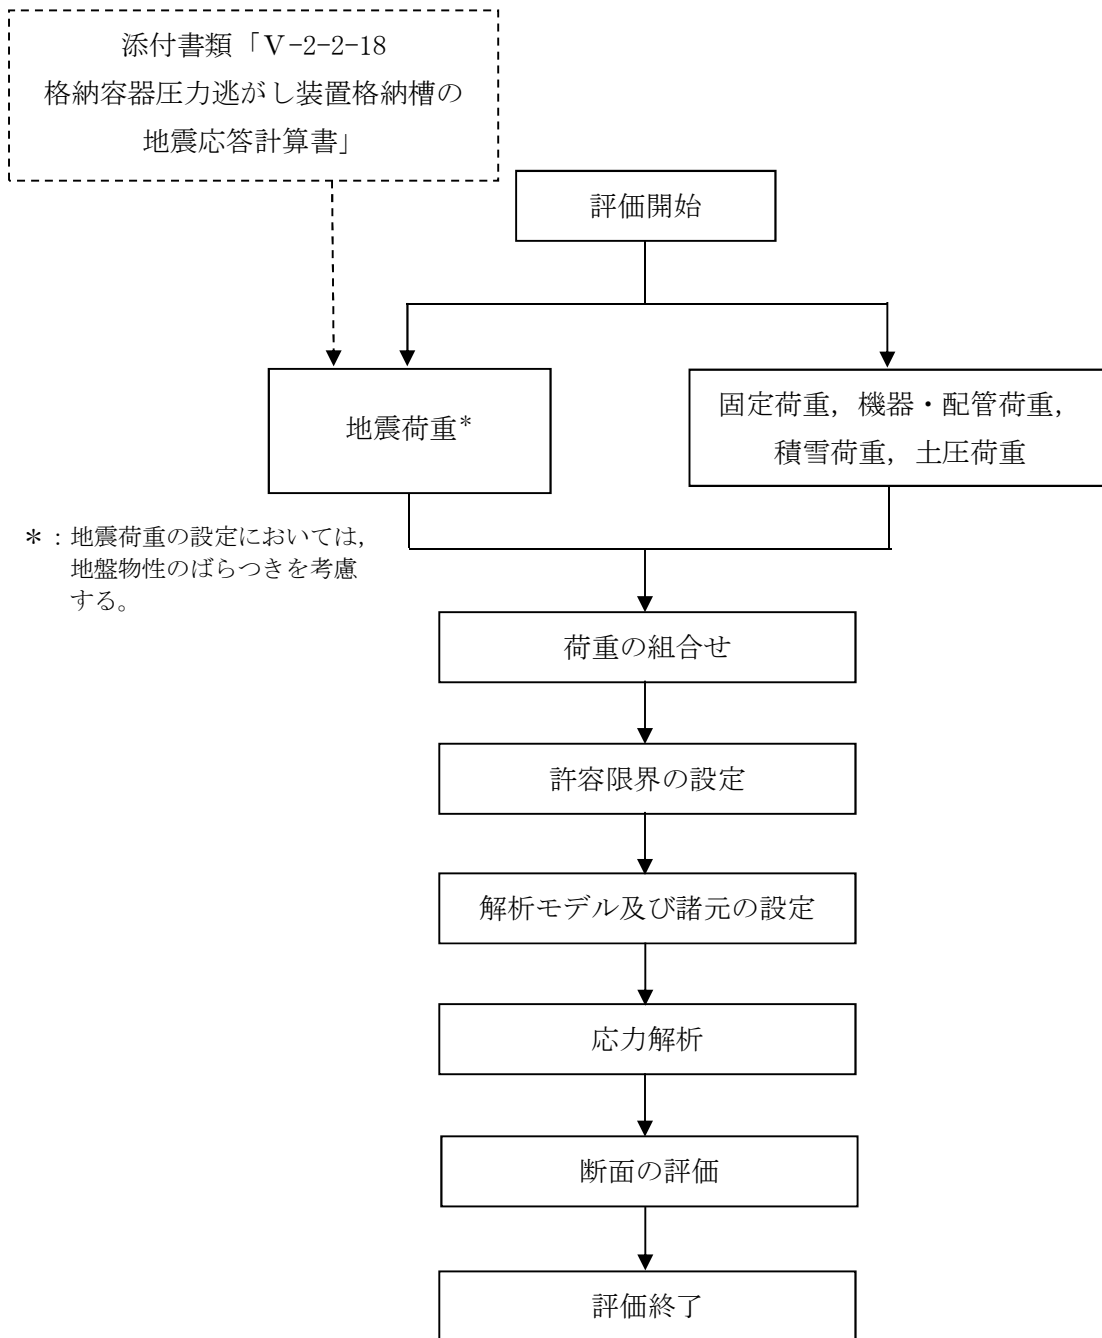 添付書類「Ⅴ-2-2-18
格納容器圧力逃がし装置格納槽の
地震応答計算書」
評価開始
地震荷重*
固定荷重，機器・配管荷重，
積雪荷重，土圧荷重
＊：地震荷重の設定においては，
地盤物性のばらつきを考慮
する。
荷重の組合せ
許容限界の設定
解析モデル及び諸元の設定
応力解析
断面の評価
評価終了